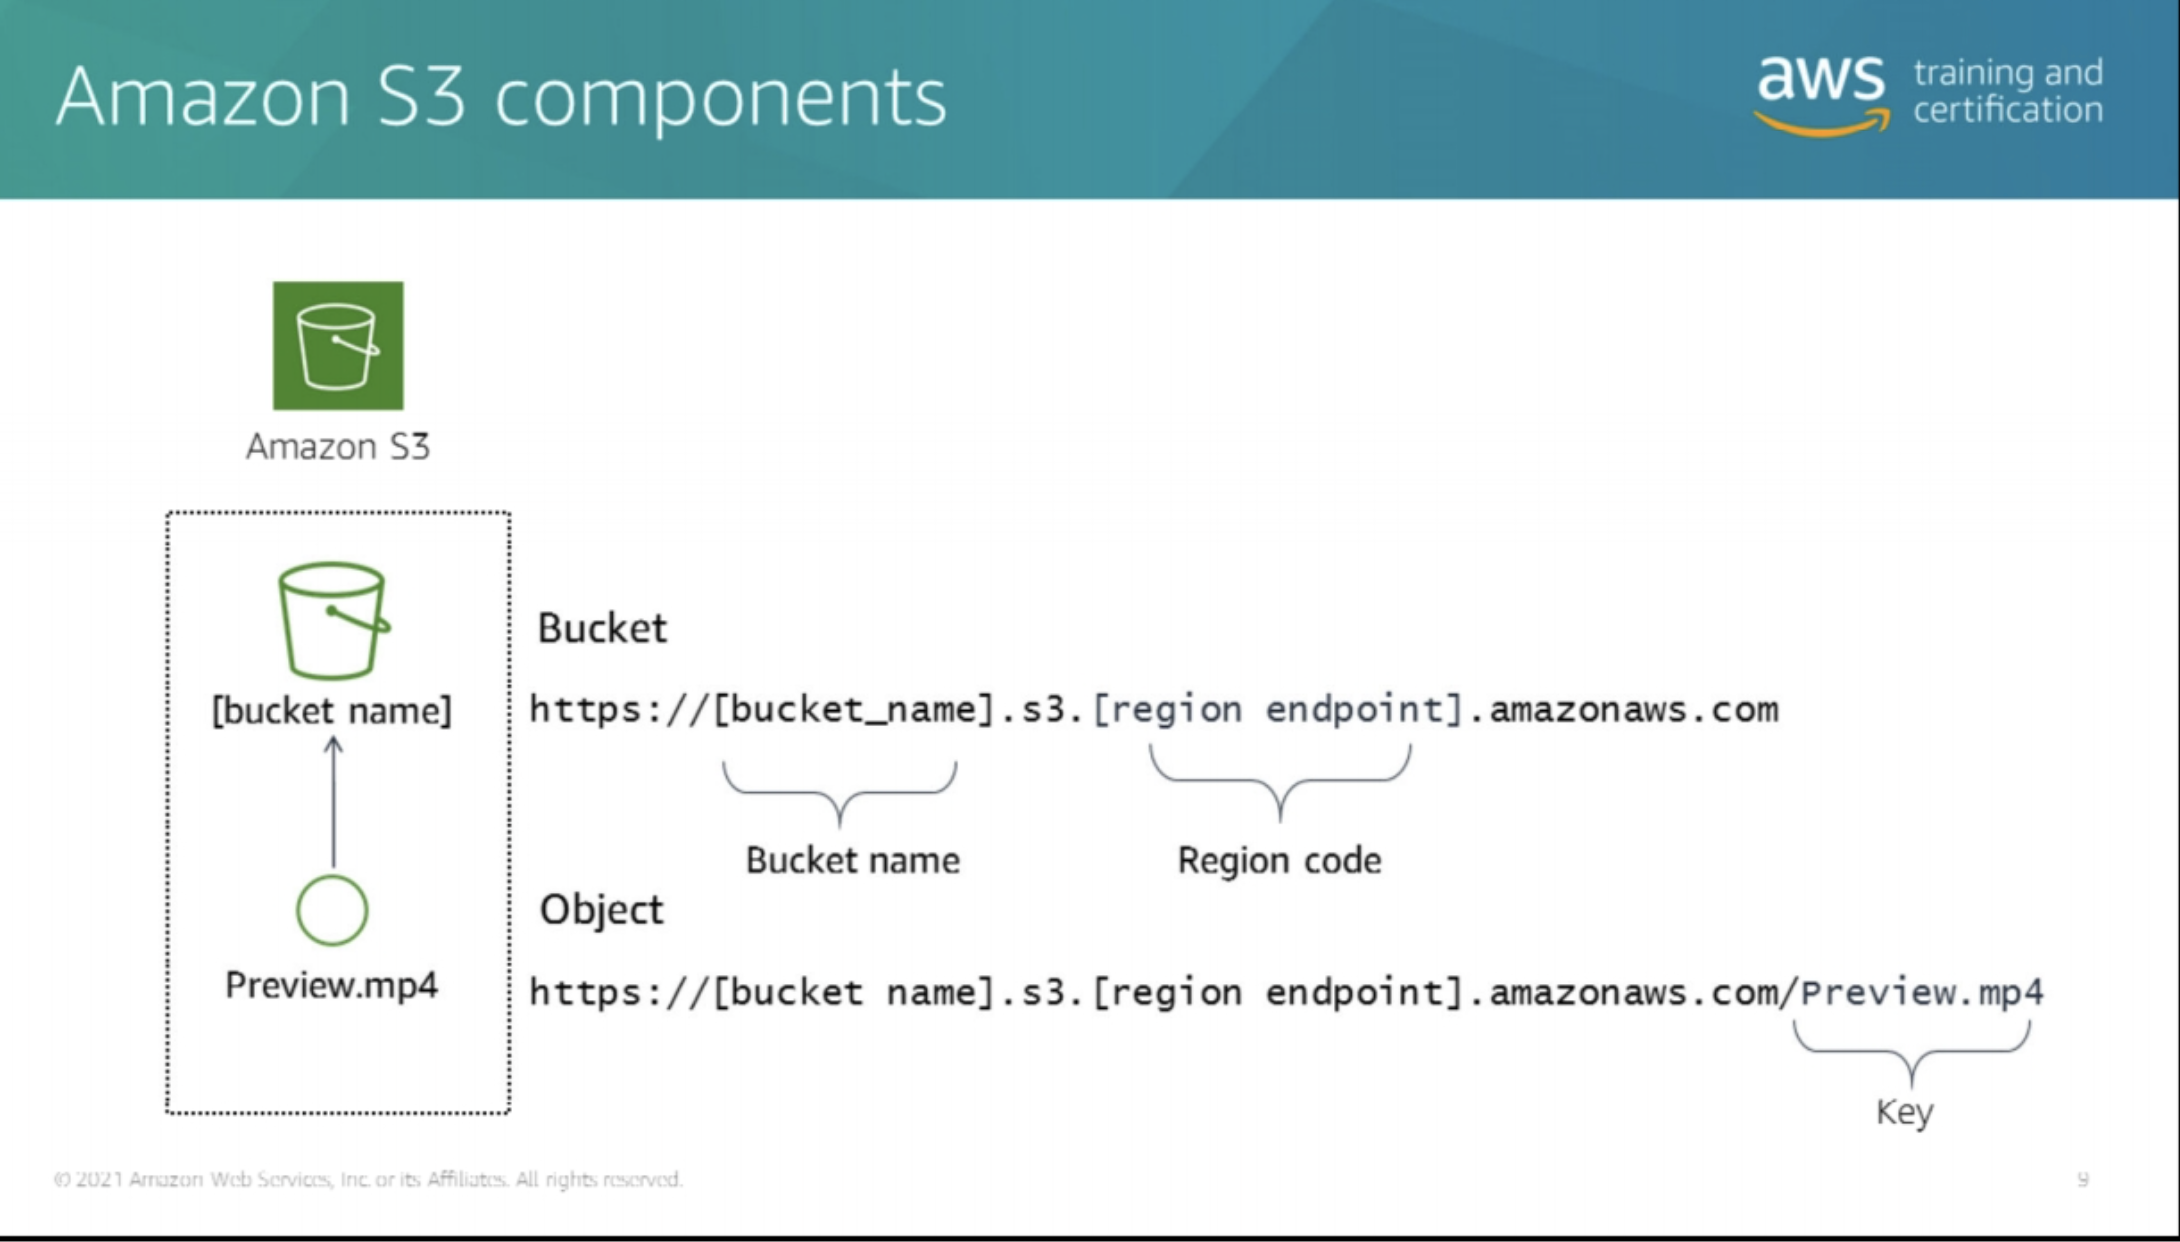 Amazon S3 components
aws training and
certification
Amazon S3
Bucket
[bucket name]
https://[bucket_name].s3.[region endpoint].amazonaws.com
Bucket name
Region code
Object
Preview.mp4
https://[bucket name].s3.[region endpoint].amazonaws.com/Preview.mp4
Key
© 2021 Amazon Web Services, Inc. or its Affiliates. All rights reserved.
9